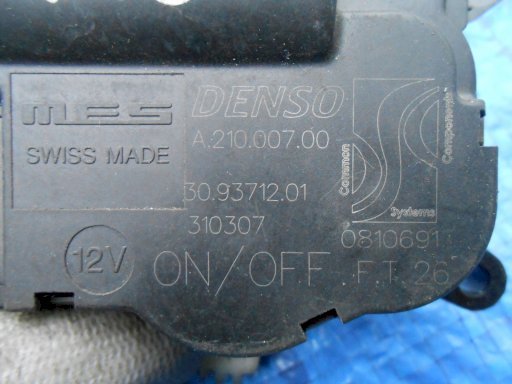 MES
SWISS MADE
DENSO
A.210.007.00
30.93712.01
310307
Common
Systems
Components
0810691
12V
ON/OFF F.T. 26